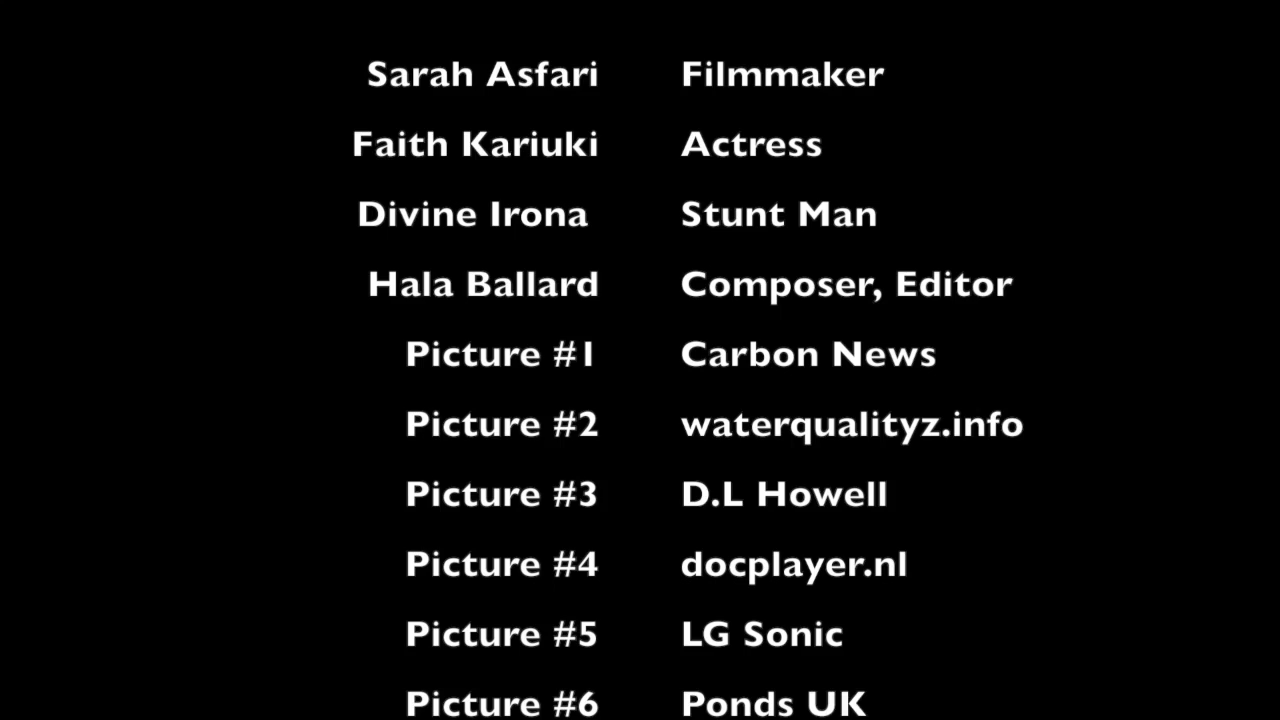 Sarah Asfari Filmmaker
Faith Kariuki Actress
Divine Irona Stunt Man
Hala Ballard Composer, Editor
Picture #1 Carbon News
Picture #2 waterqualityz.info
Picture #3 D.L Howell
Picture #4 docplayer.nl
Picture #5 LG Sonic
Picture #6 Ponds UK